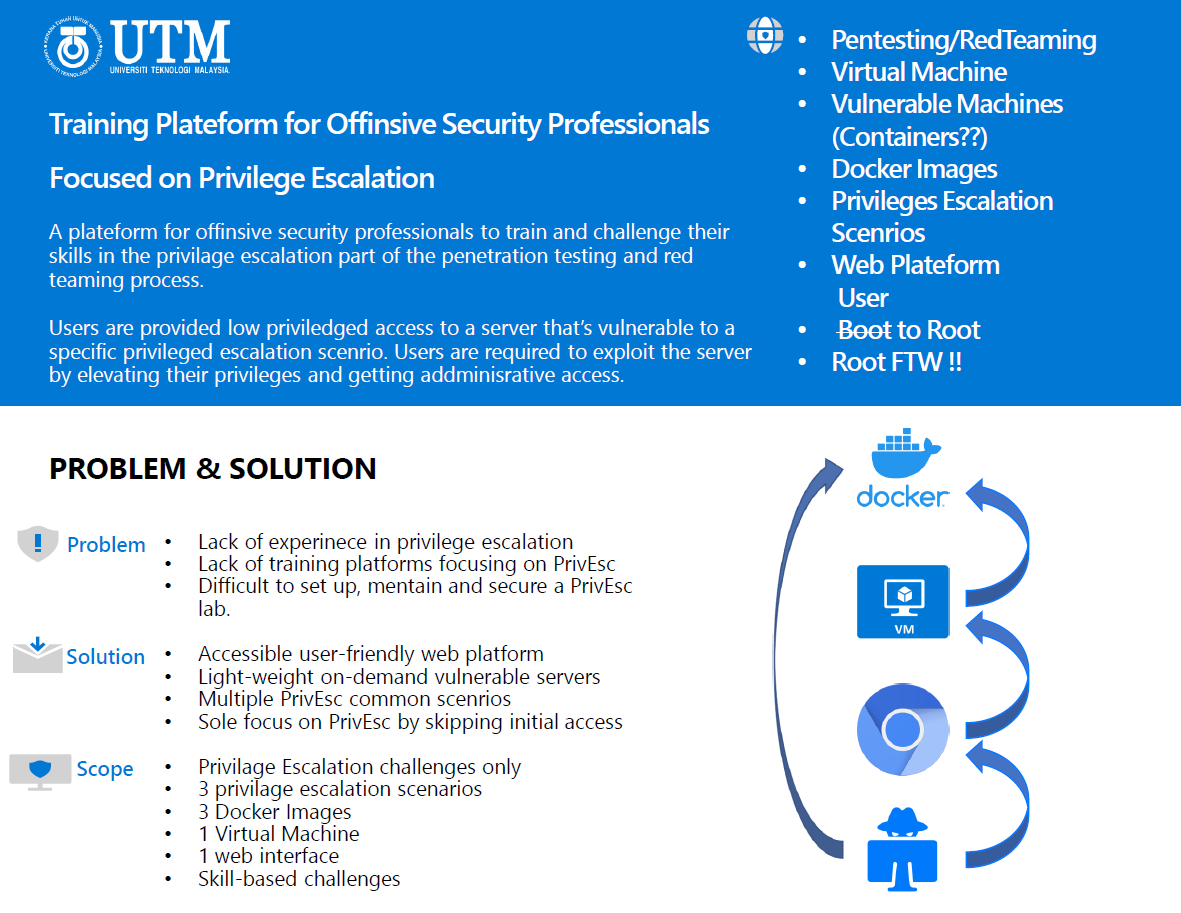 UTM
UNIVERSITI TEKNOLOGI MALAYSIA
Training Plateform for Offinsive Security Professionals
Focused on Privilege Escalation
A plateform for offinsive security professionals to train and challenge their
skills in the privilage escalation part of the penetration testing and red
teaming process.
Users are provided low priviledged access to a server that’s vulnerable to a
specific privileged escalation scenrio. Users are required to exploit the server
by elevating their privileges and getting addminisrative access.
• Pentesting/RedTeaming
• Virtual Machine
• Vulnerable Machines
(Containers??)
• Docker Images
• Privileges Escalation
Scenrios
• Web Plateform
User
• Boot to Root
• Root FTW !!
PROBLEM & SOLUTION
Problem
• Lack of experinece in privilege escalation
• Lack of training platforms focusing on PrivEsc
• Difficult to set up, mentain and secure a PrivEsc
lab.
Solution
• Accessible user-friendly web platform
• Light-weight on-demand vulnerable servers
• Multiple PrivEsc common scenrios
• Sole focus on PrivEsc by skipping initial access
Scope
• Privilage Escalation challenges only
• 3 privilage escalation scenarios
• 3 Docker Images
• 1 Virtual Machine
• 1 web interface
• Skill-based challenges
docker
VM